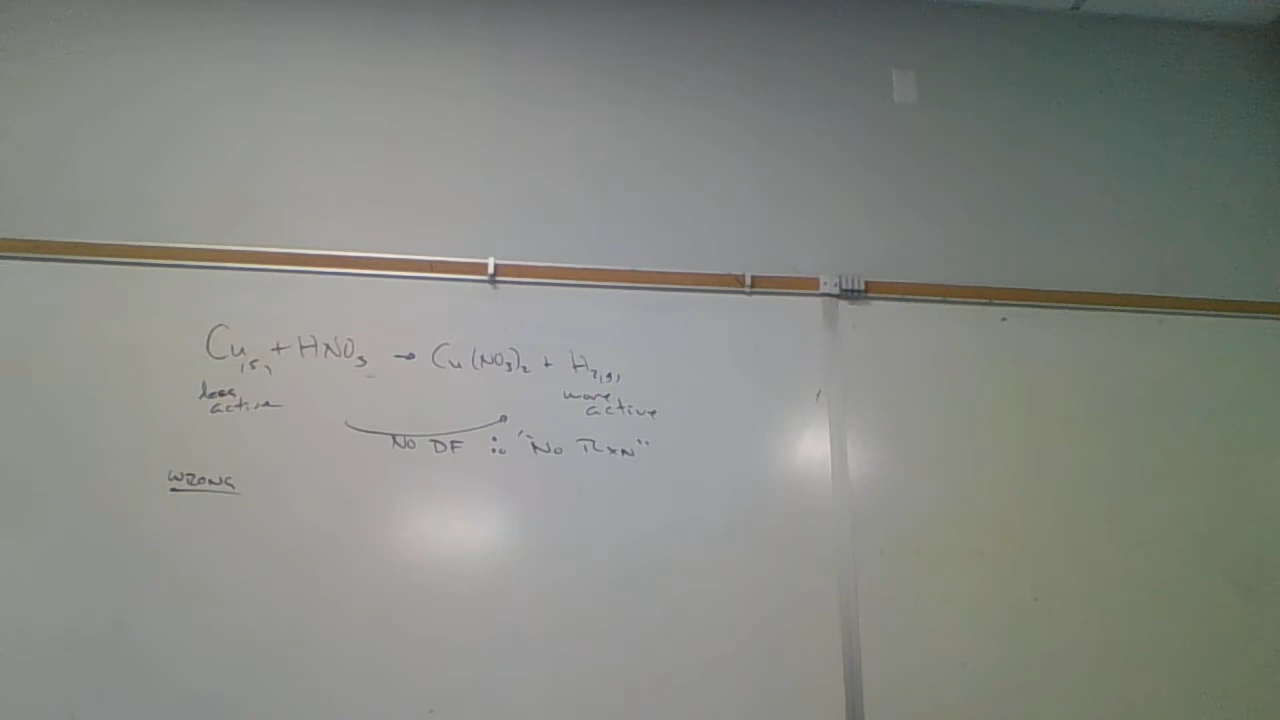 Cu(s) + HNO3 → Cu(NO3)2 + H2(g)
less active
more active
No DF ∴ "No Rxn"
WRONG